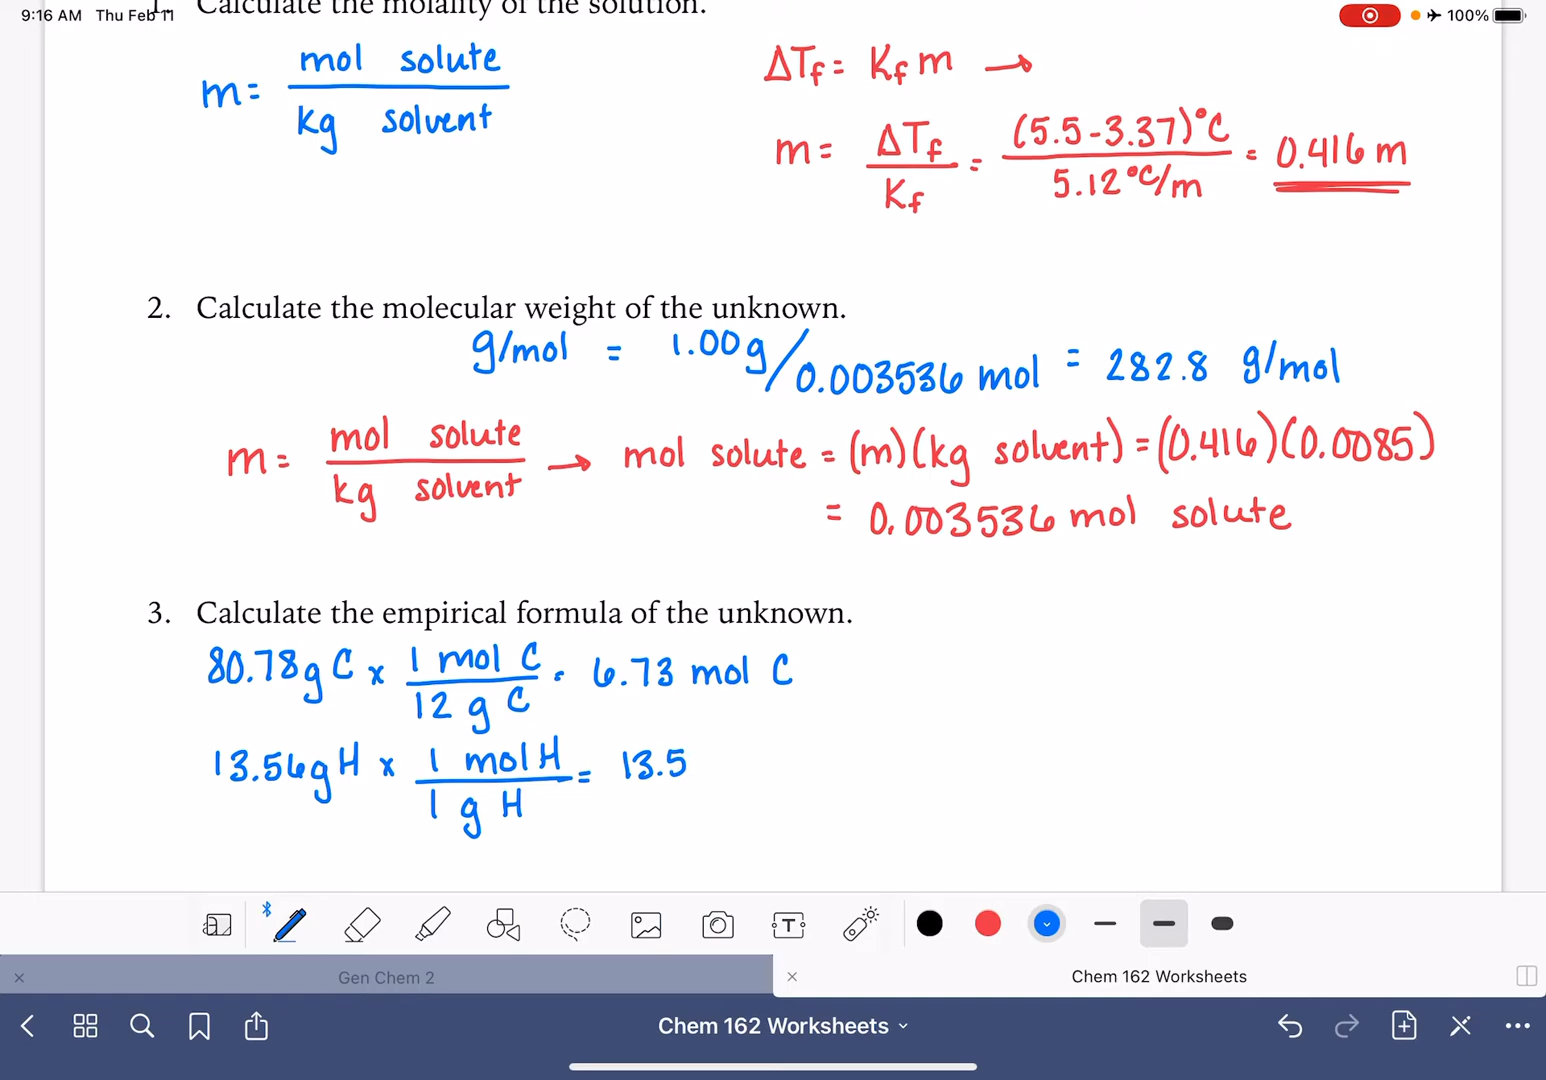 9:16 AM Thu Feb 11
100%
1. Calculate the molality of the solution.
m = mol solute / kg solvent
ΔTf = Kf m →
m = ΔTf / Kf = (5.5-3.37)°C / 5.12°C/m = 0.416 m
2. Calculate the molecular weight of the unknown.
g/mol = 1.00g / 0.003536 mol = 282.8 g/mol
m = mol solute / kg solvent → mol solute = (m)(kg solvent) = (0.416)(0.0085)
= 0.003536 mol solute
3. Calculate the empirical formula of the unknown.
80.78g C x 1 mol C / 12 g C = 6.73 mol C
13.56g H x 1 mol H / 1 g H = 13.5
Gen Chem 2
Chem 162 Worksheets
Chem 162 Worksheets